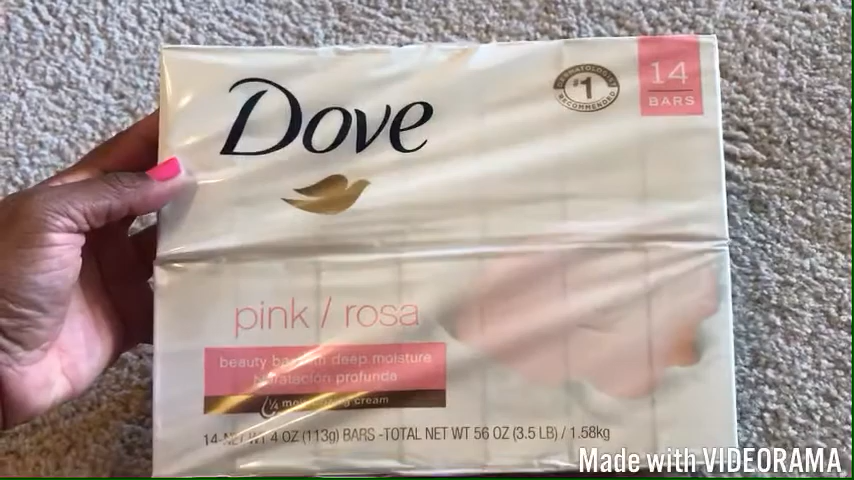 Dove
DERMATOLOGIST
#1
RECOMMENDED
14
BARS
pink / rosa
beauty bar with deep moisture
hidratación profunda
1/4 moisturizing cream
14-NET WT 4 OZ (113g) BARS -TOTAL NET WT 56 OZ (3.5 LB) / 1.58kg
Made with VIDEORAMA